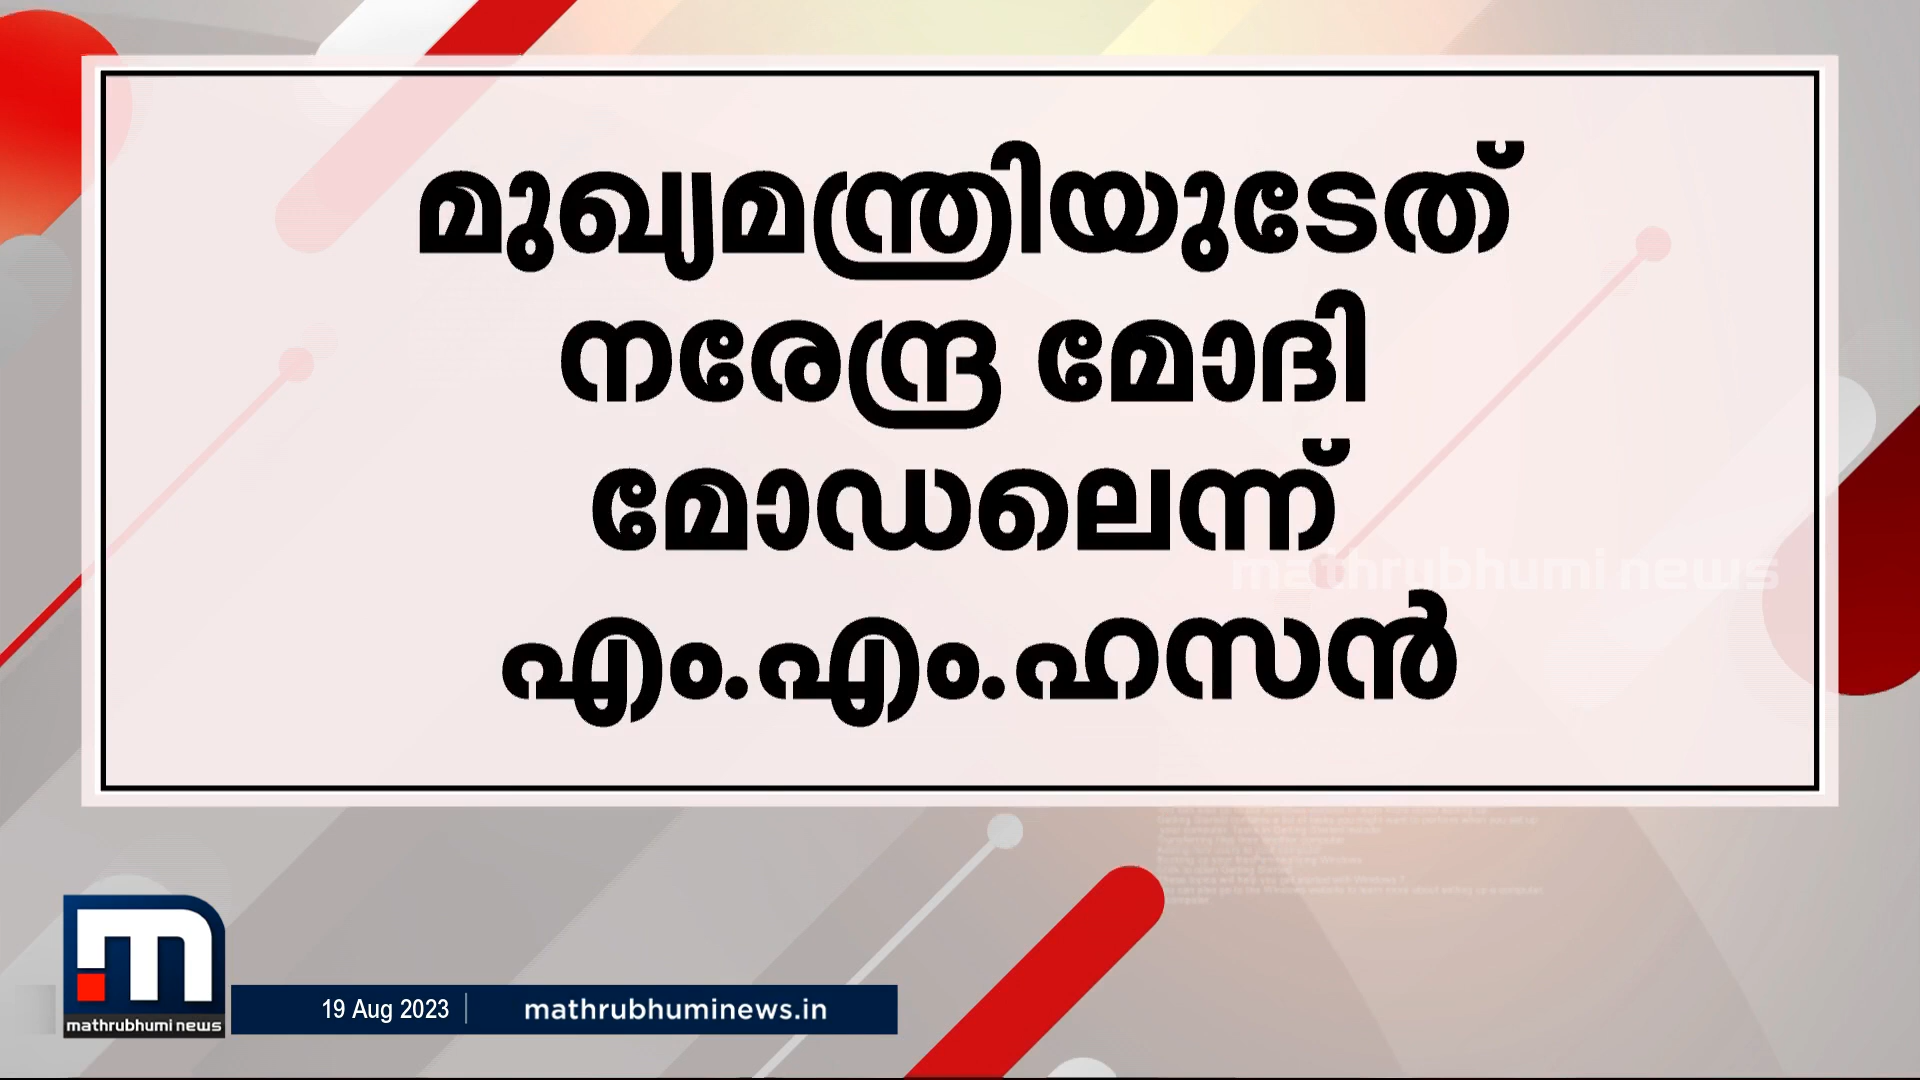 മുഖ്യമന്ത്രിയുടേത്
നരേന്ദ്ര മോദി
മോഡലെന്ന്
mathrubhumi news
എം.എം.ഹസൻ
mathrubhumi news
19 Aug 2023
mathrubhuminews.in